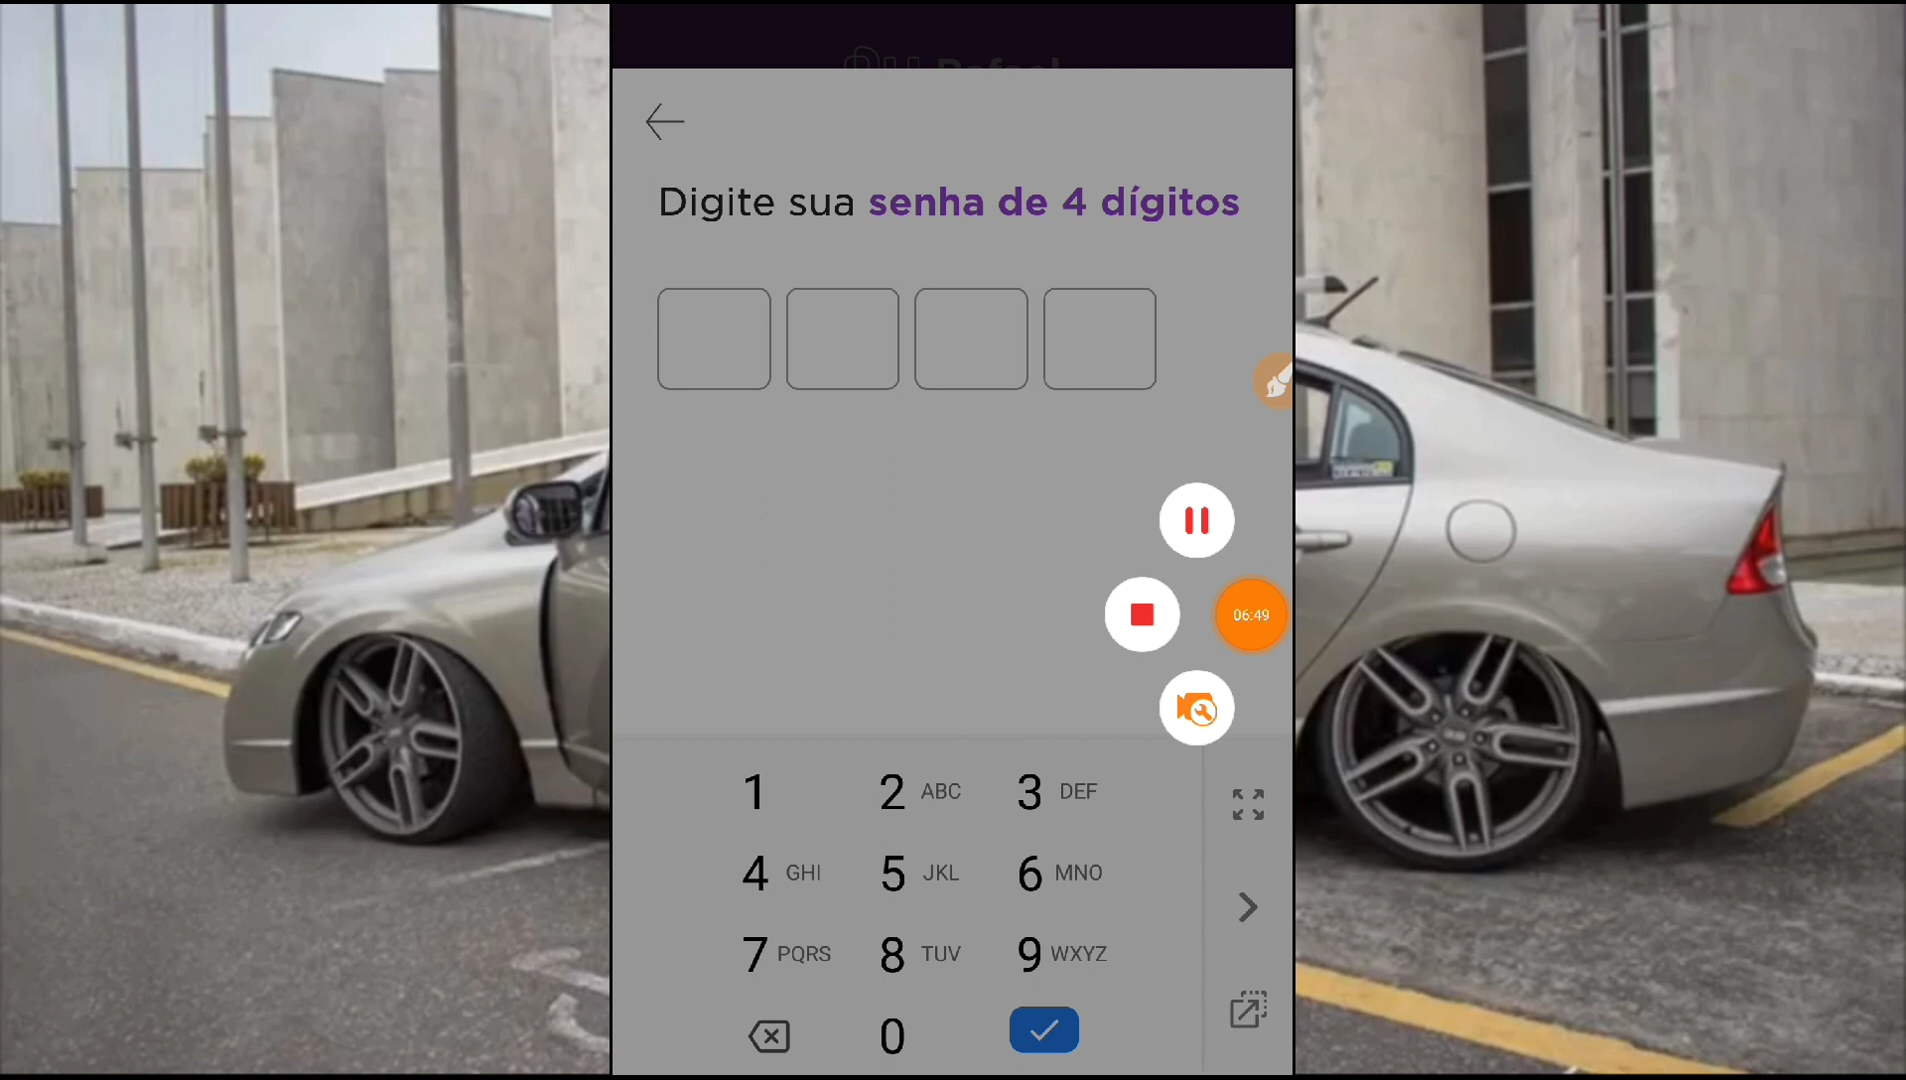 Digite sua senha de 4 dígitos
06:49
1 2 ABC 3 DEF
4 GHI 5 JKL 6 MNO
7 PQRS 8 TUV 9 WXYZ
0